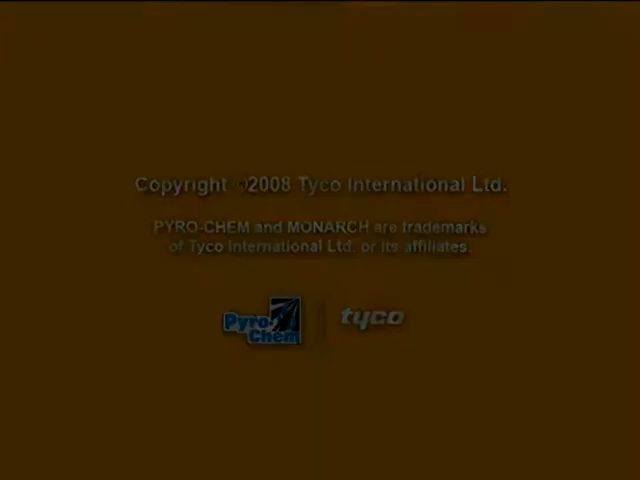 Copyright ©2008 Tyco International Ltd.
PYRO-CHEM and MONARCH are trademarks
of Tyco International Ltd. or its affiliates.
Pyro-
Chem
tyco